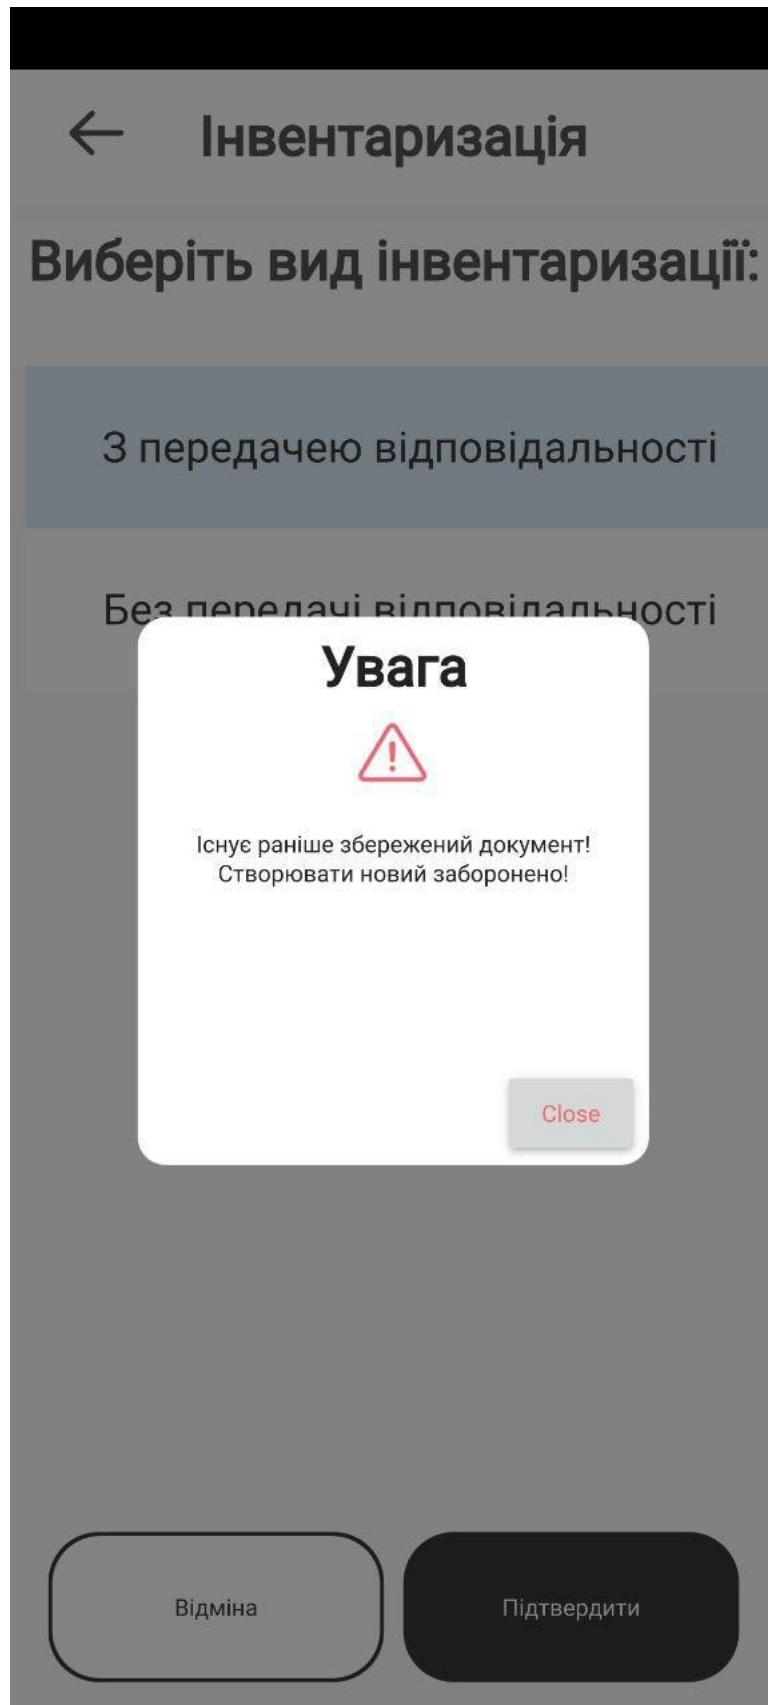 Інвентаризація
Виберіть вид інвентаризації:
З передачею відповідальності
Без передачі відповідальності
Увага
Існує раніше збережений документ!
Створювати новий заборонено!
Close
Відміна
Підтвердити